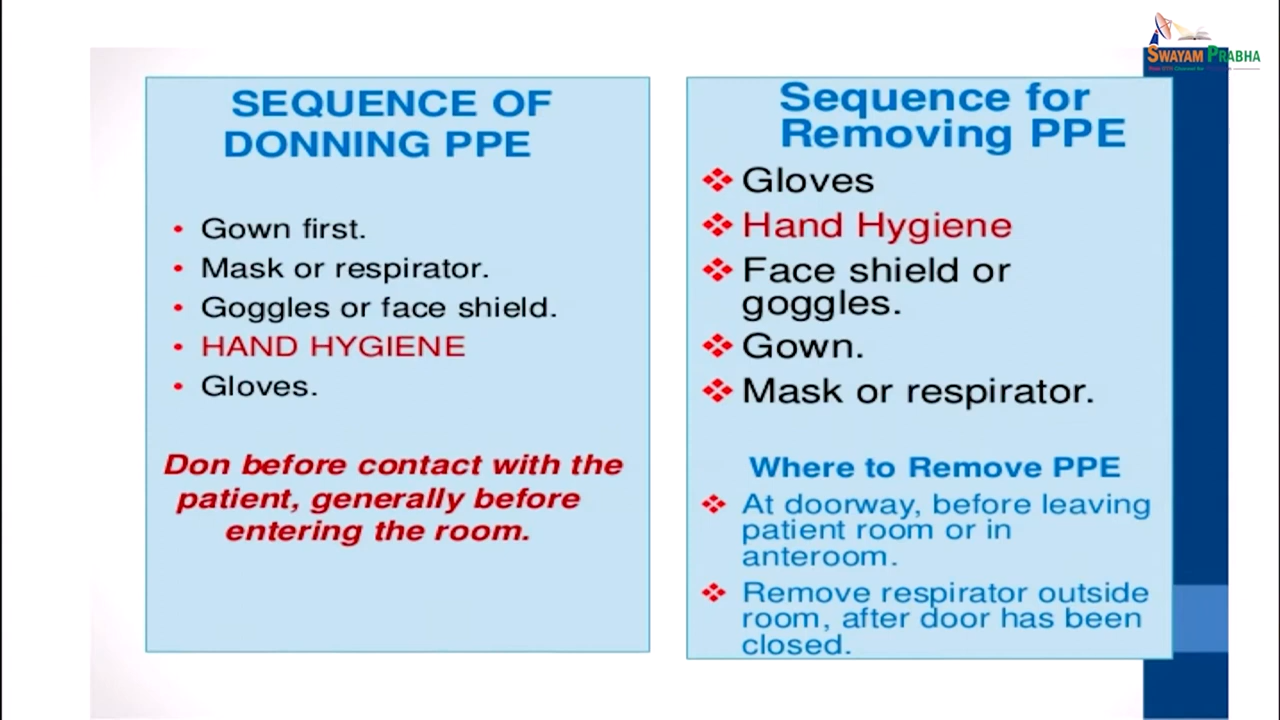 SWAYAM PRABHA
SEQUENCE OF
DONNING PPE
• Gown first.
• Mask or respirator.
• Goggles or face shield.
• HAND HYGIENE
• Gloves.
Don before contact with the
patient, generally before
entering the room.
Sequence for
Removing PPE
❖ Gloves
❖ Hand Hygiene
❖ Face shield or
goggles.
❖ Gown.
❖ Mask or respirator.
Where to Remove PPE
❖ At doorway, before leaving
patient room or in
anteroom.
❖ Remove respirator outside
room, after door has been
closed.